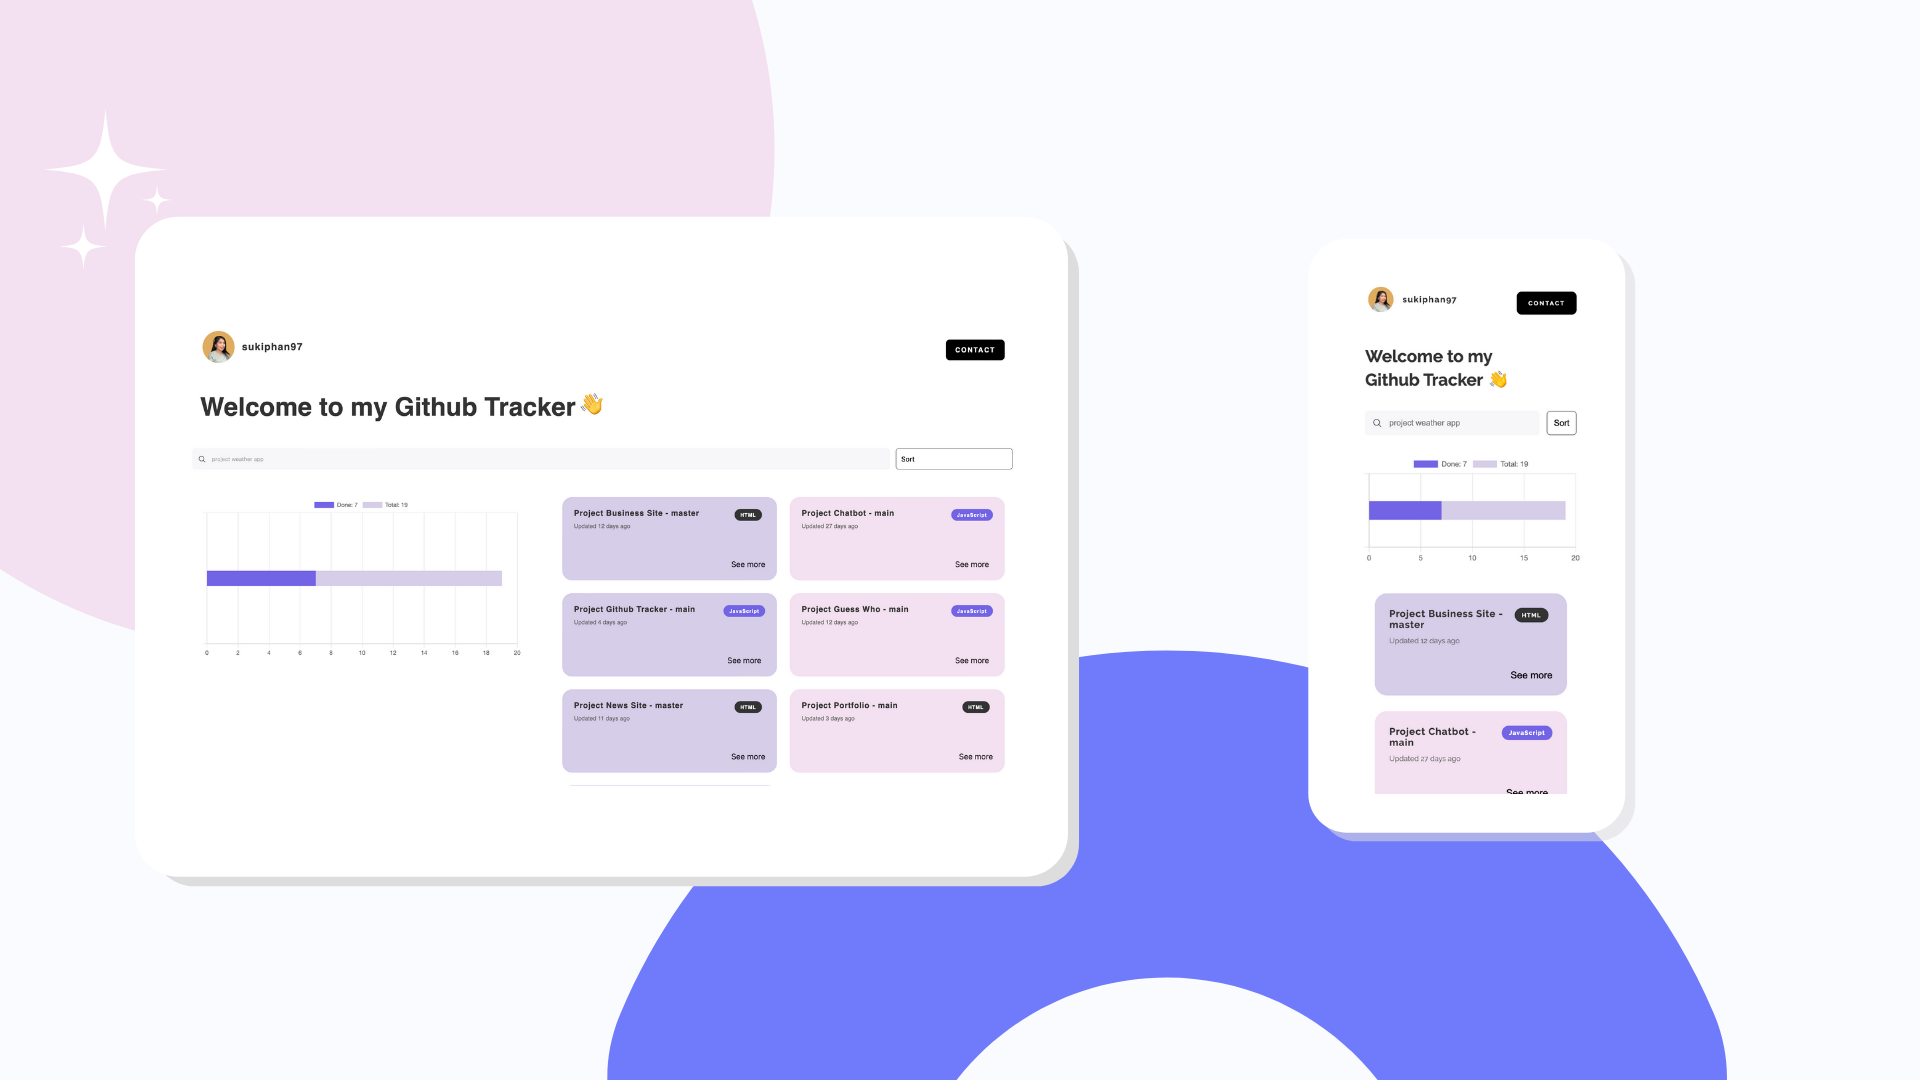 sukiphan97
CONTACT
Welcome to my Github Tracker 👋
project weather app
Sort
Done: 7 Total: 19
0 2 4 6 8 10 12 14 16 18 20
Project Business Site - master HTML
Updated 12 days ago
See more
Project Chatbot - main JavaScript
Updated 27 days ago
See more
Project Github Tracker - main JavaScript
Updated 4 days ago
See more
Project Guess Who - main JavaScript
Updated 12 days ago
See more
Project News Site - master HTML
Updated 11 days ago
See more
Project Portfolio - main HTML
Updated 3 days ago
See more
sukiphan97
CONTACT
Welcome to my
Github Tracker 👋
project weather app
Sort
Done: 7 Total: 19
0 5 10 15 20
Project Business Site - HTML
master
Updated 12 days ago
See more
Project Chatbot - JavaScript
main
Updated 27 days ago
See more